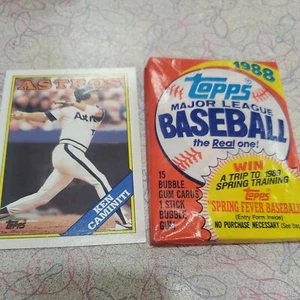 ASTROS
KEN CAMINITI
Topps
1988
Topps
MAJOR LEAGUE
BASEBALL
the Real one!
WIN
A TRIP TO 1989
SPRING TRAINING
Topps
"SPRING FEVER BASEBALL"
(Entry Form Inside)
NO PURCHASE NECESSARY (See
15
BUBBLE
GUM CARDS
1 STICK
BUBBLE
GUM